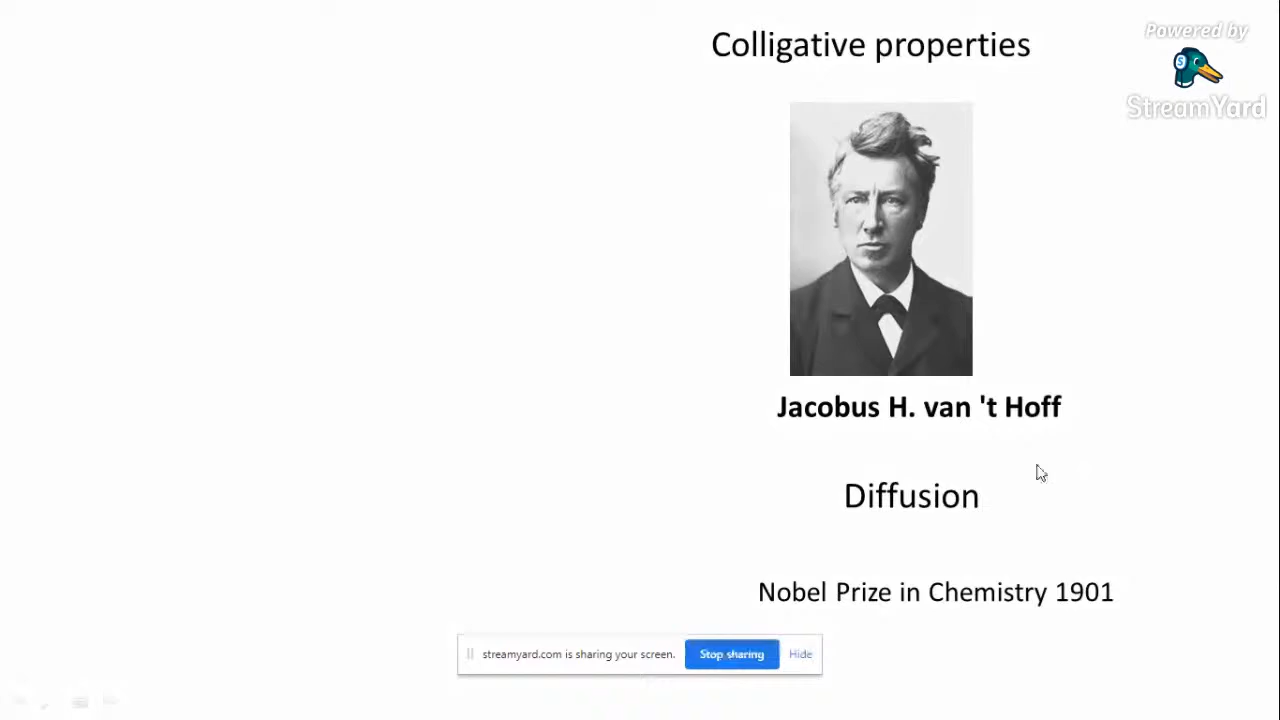 Colligative properties
Powered by
StreamYard
Jacobus H. van 't Hoff
Diffusion
Nobel Prize in Chemistry 1901
streamyard.com is sharing your screen. Stop sharing Hide